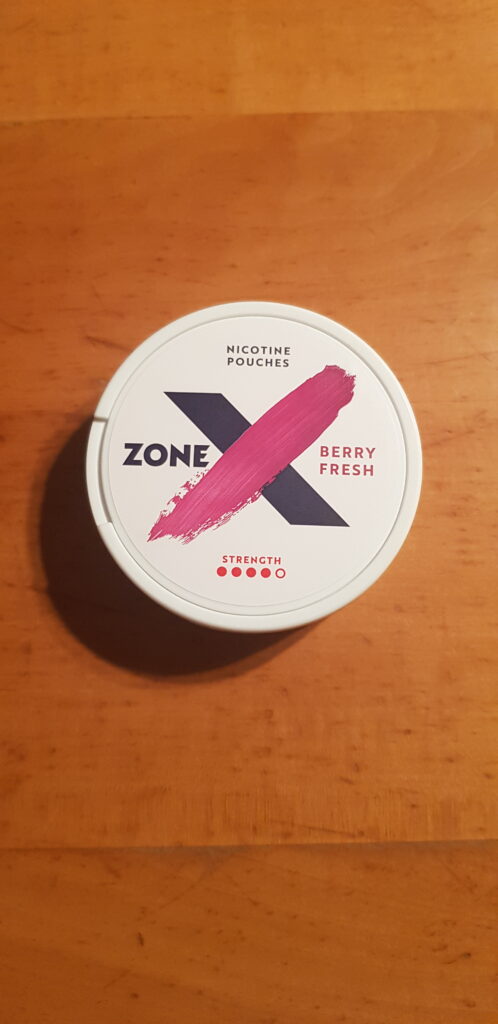 NICOTINE
POUCHES
ZONE X
BERRY
FRESH
STRENGTH